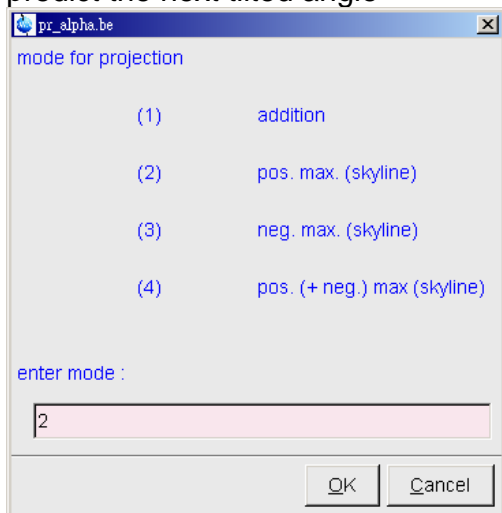 predict the next tilted angle
pr_alpha.be
mode for projection
(1) addition
(2) pos. max. (skyline)
(3) neg. max. (skyline)
(4) pos. (+ neg.) max (skyline)
enter mode :
2
OK Cancel